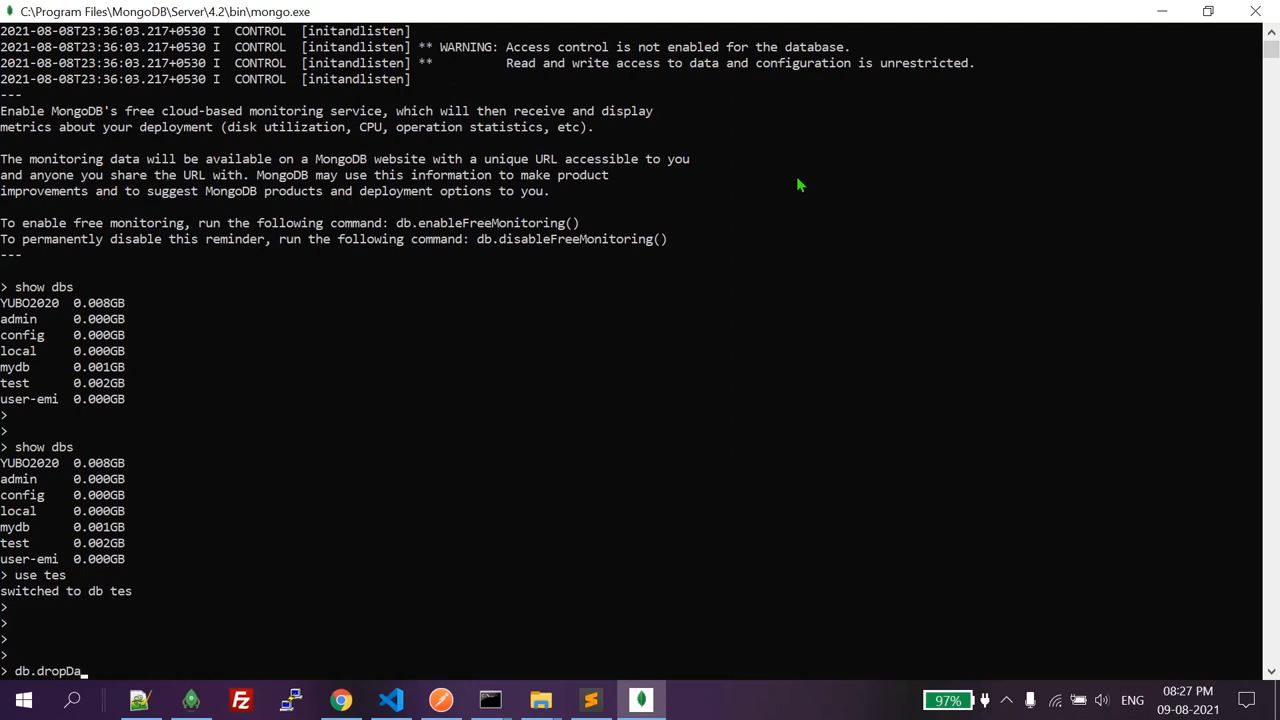 C:\Program Files\MongoDB\Server\4.2\bin\mongo.exe
2021-08-08T23:36:03.217+0530 I  CONTROL  [initandlisten]
2021-08-08T23:36:03.217+0530 I  CONTROL  [initandlisten] ** WARNING: Access control is not enabled for the database.
2021-08-08T23:36:03.217+0530 I  CONTROL  [initandlisten] **          Read and write access to data and configuration is unrestricted.
2021-08-08T23:36:03.217+0530 I  CONTROL  [initandlisten]
---
Enable MongoDB's free cloud-based monitoring service, which will then receive and display
metrics about your deployment (disk utilization, CPU, operation statistics, etc).
The monitoring data will be available on a MongoDB website with a unique URL accessible to you
and anyone you share the URL with. MongoDB may use this information to make product
improvements and to suggest MongoDB products and deployment options to you.
To enable free monitoring, run the following command: db.enableFreeMonitoring()
To permanently disable this reminder, run the following command: db.disableFreeMonitoring()
---
> show dbs
YUBO2020  0.008GB
admin     0.000GB
config    0.000GB
local     0.000GB
mydb      0.001GB
test      0.002GB
user-emi  0.000GB
>
>
> show dbs
YUBO2020  0.008GB
admin     0.000GB
config    0.000GB
local     0.000GB
mydb      0.001GB
test      0.002GB
user-emi  0.000GB
> use tes
switched to db tes
>
>
>
>
> db.dropDa
97%
ENG
08:27 PM
09-08-2021